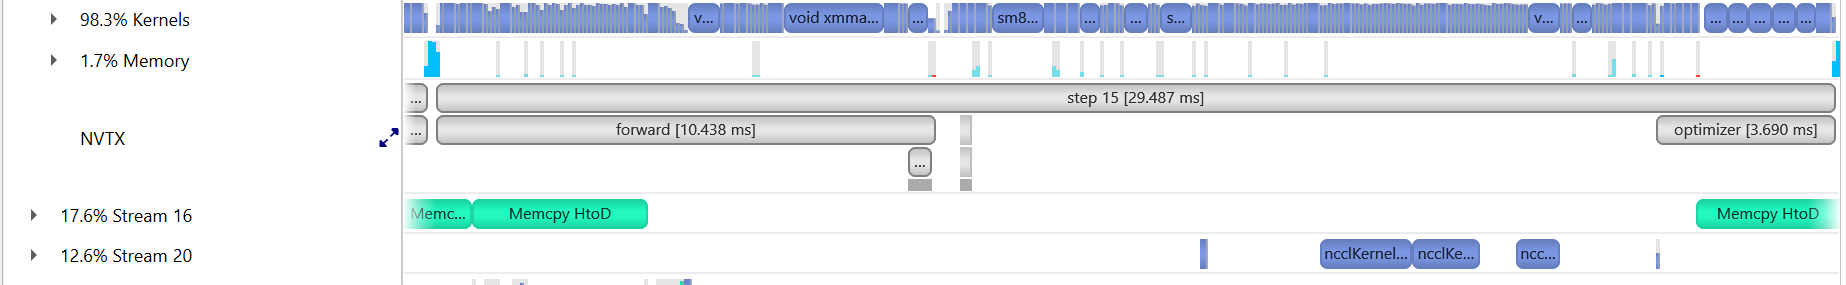 98.3% Kernels v... void xmma... ... sm8... ... ... s... v... ... ... ... ... ... ...
1.7% Memory
... step 15 [29.487 ms]
NVTX ... forward [10.438 ms] optimizer [3.690 ms]
...
17.6% Stream 16 Memc... Memcpy HtoD Memcpy HtoD
12.6% Stream 20 ncclKernel... ncclKe... ncc...